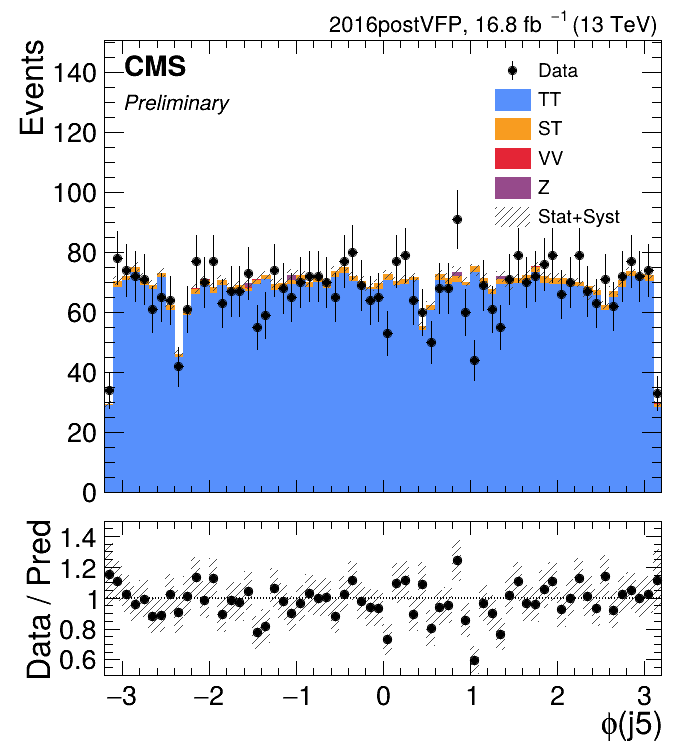 2016postVFP, 16.8 fb ⁻¹ (13 TeV)
CMS
Preliminary
Events
Data
TT
ST
VV
Z
Stat+Syst
140
120
100
80
60
40
20
0
Data / Pred
1.4
1.2
1
0.8
0.6
−3 −2 −1 0 1 2 3
ϕ(j5)